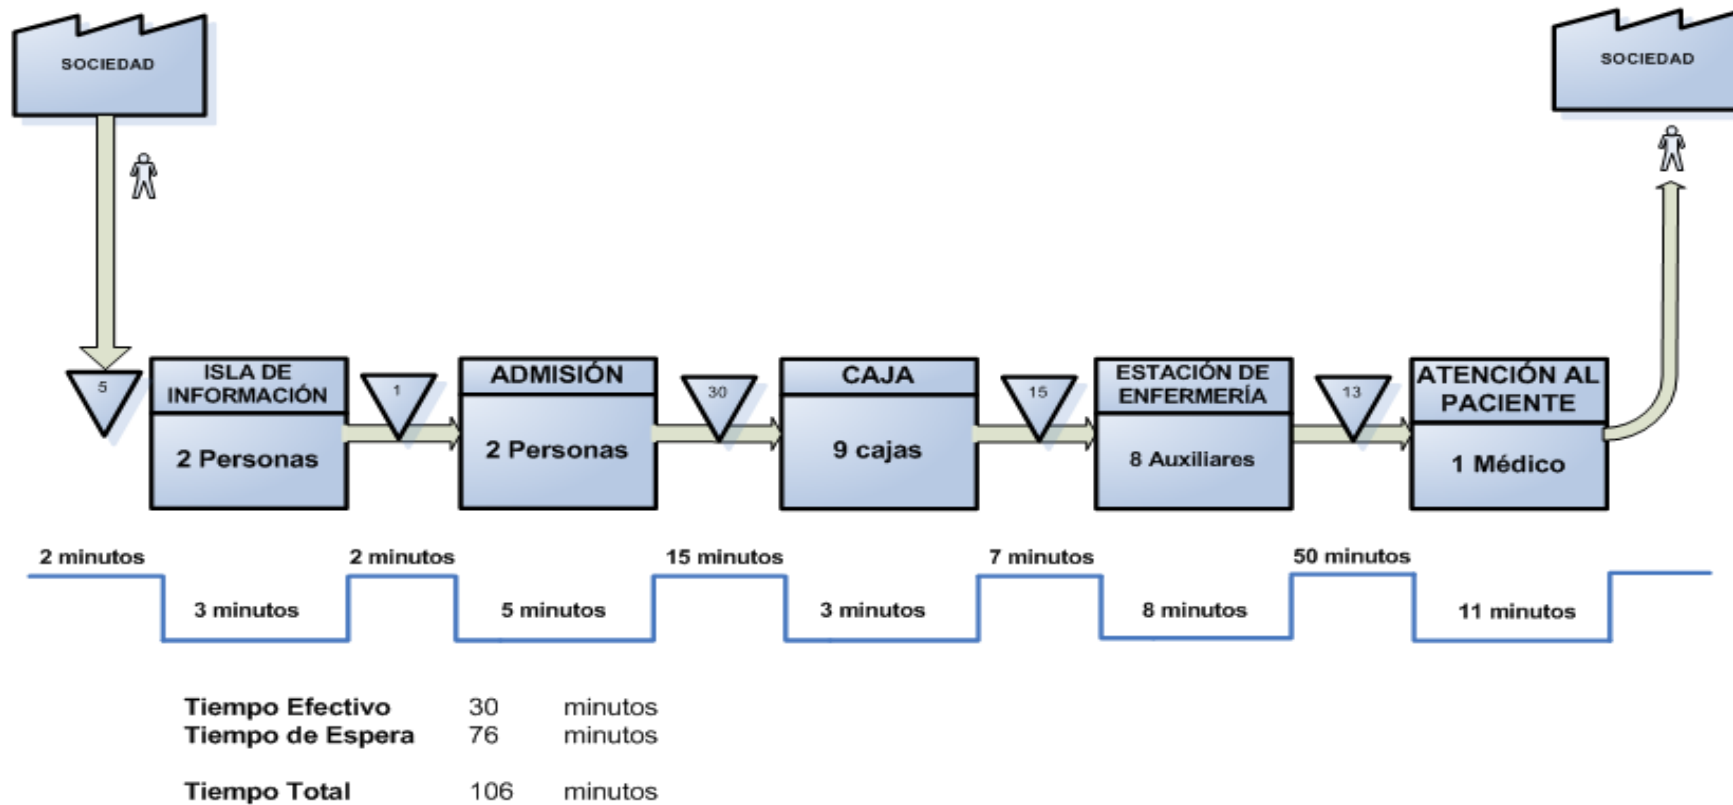 SOCIEDAD
SOCIEDAD
5
ISLA DE
INFORMACIÓN
2 Personas
1
ADMISIÓN
2 Personas
30
CAJA
9 cajas
15
ESTACIÓN DE
ENFERMERÍA
8 Auxiliares
13
ATENCIÓN AL
PACIENTE
1 Médico
2 minutos
3 minutos
2 minutos
5 minutos
15 minutos
3 minutos
7 minutos
8 minutos
50 minutos
11 minutos
Tiempo Efectivo 30 minutos
Tiempo de Espera 76 minutos
Tiempo Total 106 minutos